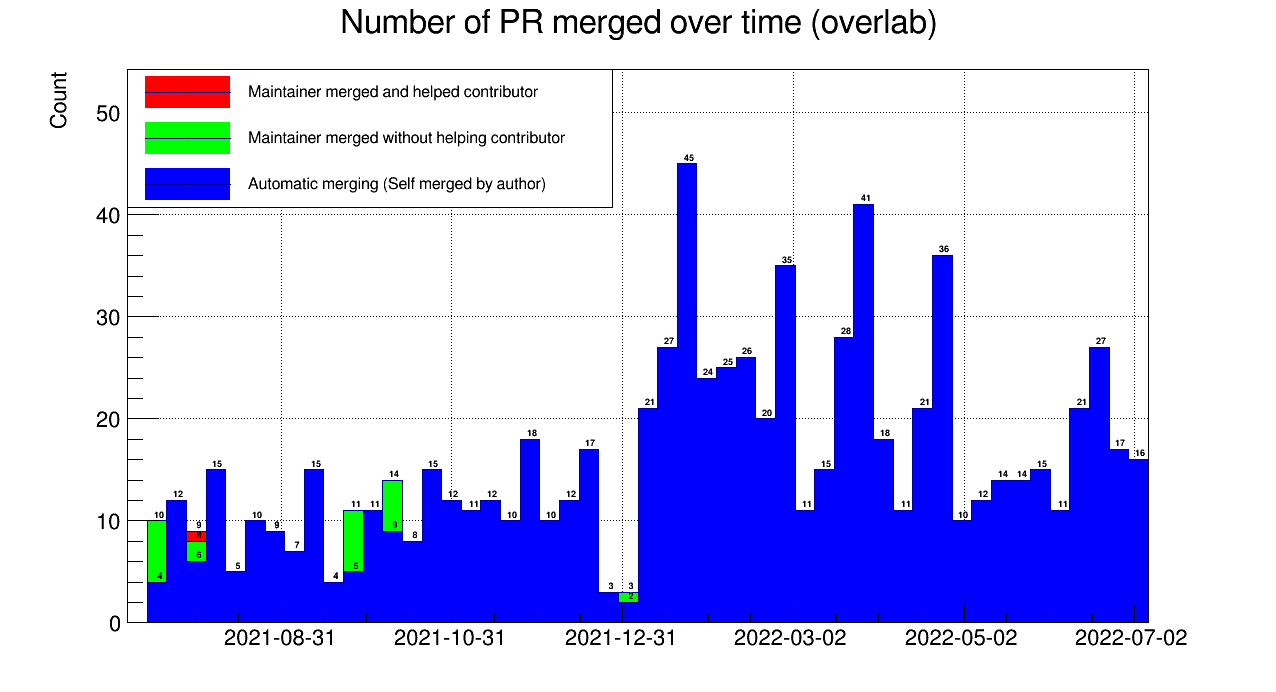 Number of PR merged over time (overlab)
Count
Maintainer merged and helped contributor
Maintainer merged without helping contributor
Automatic merging (Self merged by author)
50
40
30
20
10
0
10 4 12 9 8 6 15 5 10 9 7 15 4 11 5 11 14 9 8 15 12 11 12 10 18 10 12 17 3 3 2 21 27 45 24 25 26 20 35 11 15 28 41 18 11 21 36 10 12 14 14 15 11 21 27 17 16
2021-08-31 2021-10-31 2021-12-31 2022-03-02 2022-05-02 2022-07-02